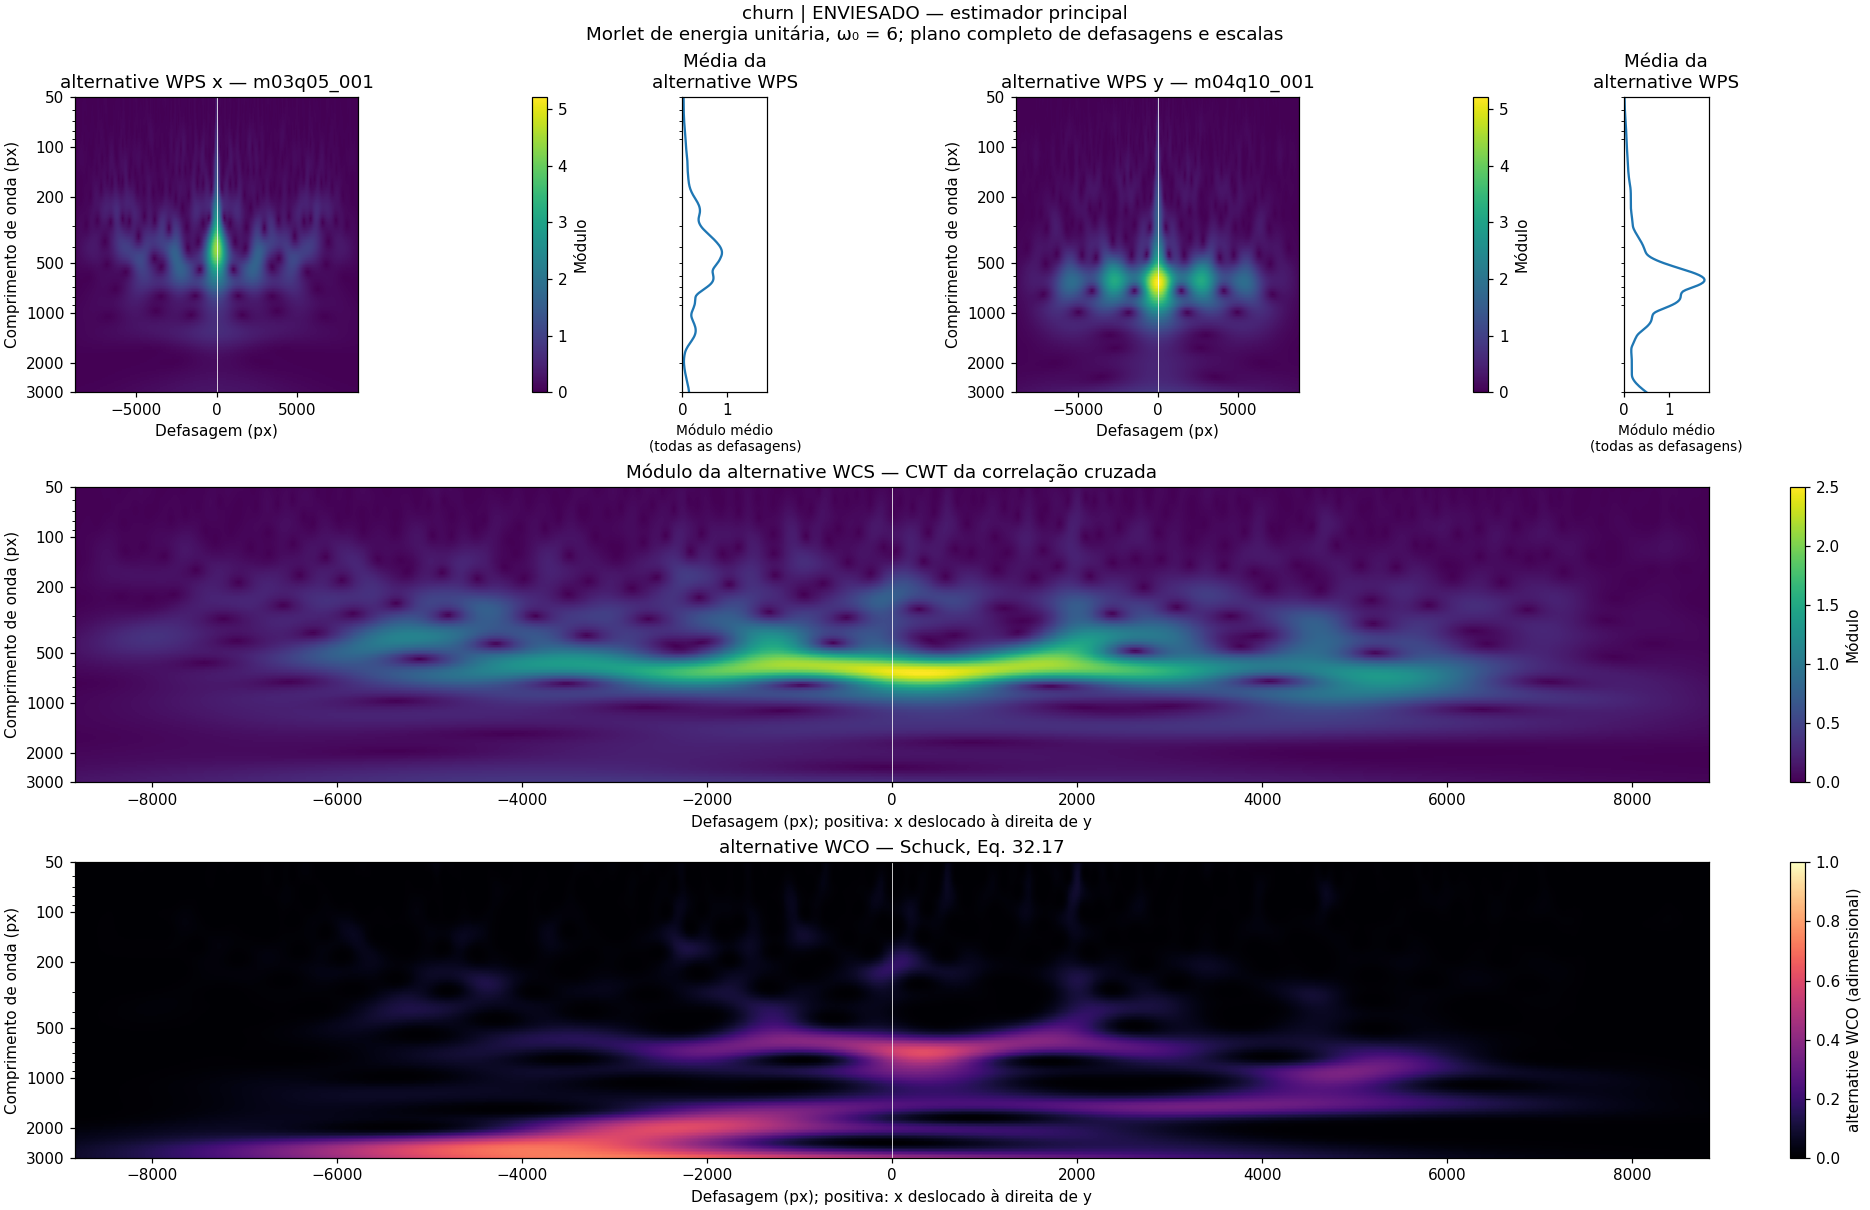 churn | ENVIESADO — estimador principal
Morlet de energia unitária, ω₀ = 6; plano completo de defasagens e escalas
alternative WPS x — m03q05_001
50
100
200
500
1000
2000
3000
Comprimento de onda (px)
−5000 0 5000
Defasagem (px)
5
4
3
2
1
0
Módulo
Média da
alternative WPS
0 1
Módulo médio
(todas as defasagens)
alternative WPS y — m04q10_001
50
100
200
500
1000
2000
3000
Comprimento de onda (px)
−5000 0 5000
Defasagem (px)
5
4
3
2
1
0
Módulo
Média da
alternative WPS
0 1
Módulo médio
(todas as defasagens)
Módulo da alternative WCS — CWT da correlação cruzada
50
100
200
500
1000
2000
3000
Comprimento de onda (px)
−8000 −6000 −4000 −2000 0 2000 4000 6000 8000
Defasagem (px); positiva: x deslocado à direita de y
2.5
2.0
1.5
1.0
0.5
0.0
Módulo
alternative WCO — Schuck, Eq. 32.17
50
100
200
500
1000
2000
3000
Comprimento de onda (px)
−8000 −6000 −4000 −2000 0 2000 4000 6000 8000
Defasagem (px); positiva: x deslocado à direita de y
1.0
0.8
0.6
0.4
0.2
0.0
alternative WCO (adimensional)